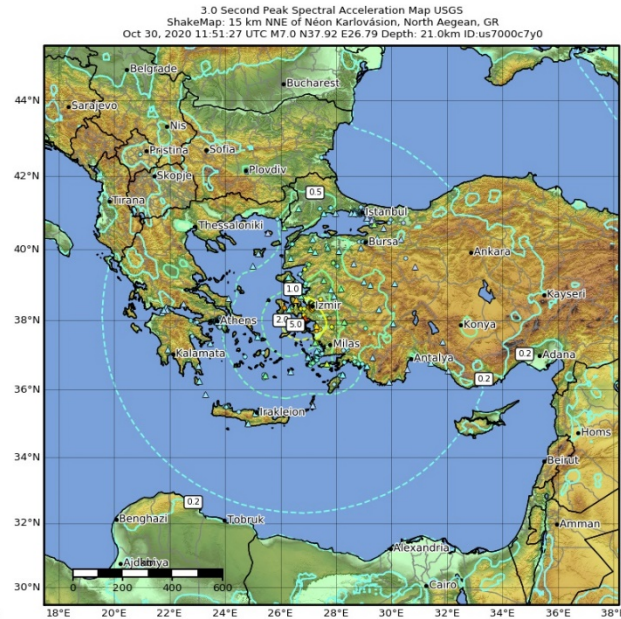 3.0 Second Peak Spectral Acceleration Map USGS
ShakeMap: 15 km NNE of Néon Karlovásion, North Aegean, GR
Oct 30, 2020 11:51:27 UTC M7.0 N37.92 E26.79 Depth: 21.0km ID:us7000c7y0
Belgrade
Bucharest
44°N
Sarajevo
Nis
Pristina
Sofia
42°N
Skopje
Plovdiv
Tirana
0.5
Istanbul
Thessaloniki
Bursa
40°N
Ankara
1.0
Kayseri
Izmir
38°N
Athens
2.0
5.0
Konya
Milas
Kalamata
Antalya
0.2
Adana
36°N
0.2
Irakleion
Homs
34°N
Beirut
0.2
32°N
Benghazi
Tobruk
Amman
Alexandria
30°N
0
200
400
600
Cairo
18°E
20°E
22°E
24°E
26°E
28°E
30°E
32°E
34°E
36°E
38°E